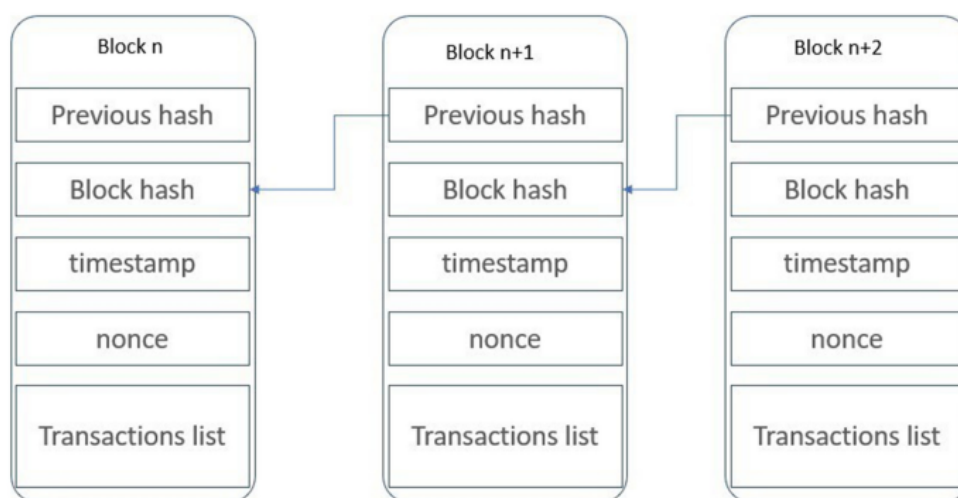 Block n
Previous hash
Block hash
timestamp
nonce
Transactions list
Block n+1
Previous hash
Block hash
timestamp
nonce
Transactions list
Block n+2
Previous hash
Block hash
timestamp
nonce
Transactions list